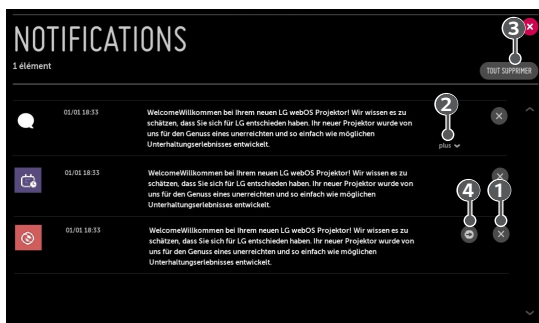 NOTIFICATIONS
1 élément
TOUT SUPPRIMER
3
01/01 18:33
WelcomeWillkommen bei Ihrem neuen LG webOS Projektor! Wir wissen es zu
schätzen, dass Sie sich für LG entschieden haben. Ihr neuer Projektor wurde von
uns für den Genuss eines unerreichten und so einfach wie möglichen
Unterhaltungserlebnisses entwickelt.
2
plus
01/01 18:33
WelcomeWillkommen bei Ihrem neuen LG webOS Projektor! Wir wissen es zu
schätzen, dass Sie sich für LG entschieden haben. Ihr neuer Projektor wurde von
uns für den Genuss eines unerreichten und so einfach wie möglichen
Unterhaltungserlebnisses entwickelt.
4
1
01/01 18:33
WelcomeWillkommen bei Ihrem neuen LG webOS Projektor! Wir wissen es zu
schätzen, dass Sie sich für LG entschieden haben. Ihr neuer Projektor wurde von
uns für den Genuss eines unerreichten und so einfach wie möglichen
Unterhaltungserlebnisses entwickelt.